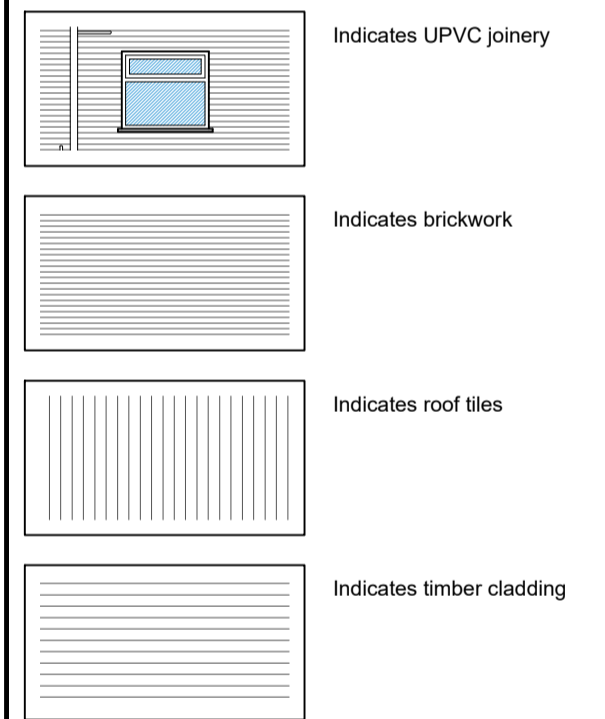 Indicates UPVC joinery
Indicates brickwork
Indicates roof tiles
Indicates timber cladding